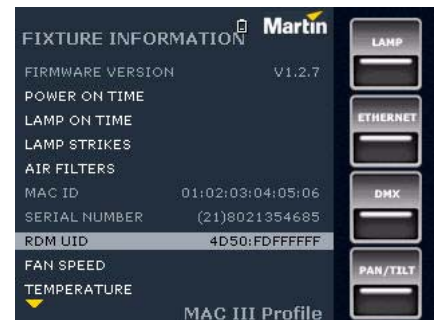 Martin
FIXTURE INFORMATION
FIRMWARE VERSION V1.2.7
POWER ON TIME
LAMP ON TIME
LAMP STRIKES
AIR FILTERS
MAC ID 01:02:03:04:05:06
SERIAL NUMBER (21)8021354685
RDM UID 4D50:FDFFFFFF
FAN SPEED
TEMPERATURE
MAC III Profile
LAMP
ETHERNET
DMX
PAN/TILT